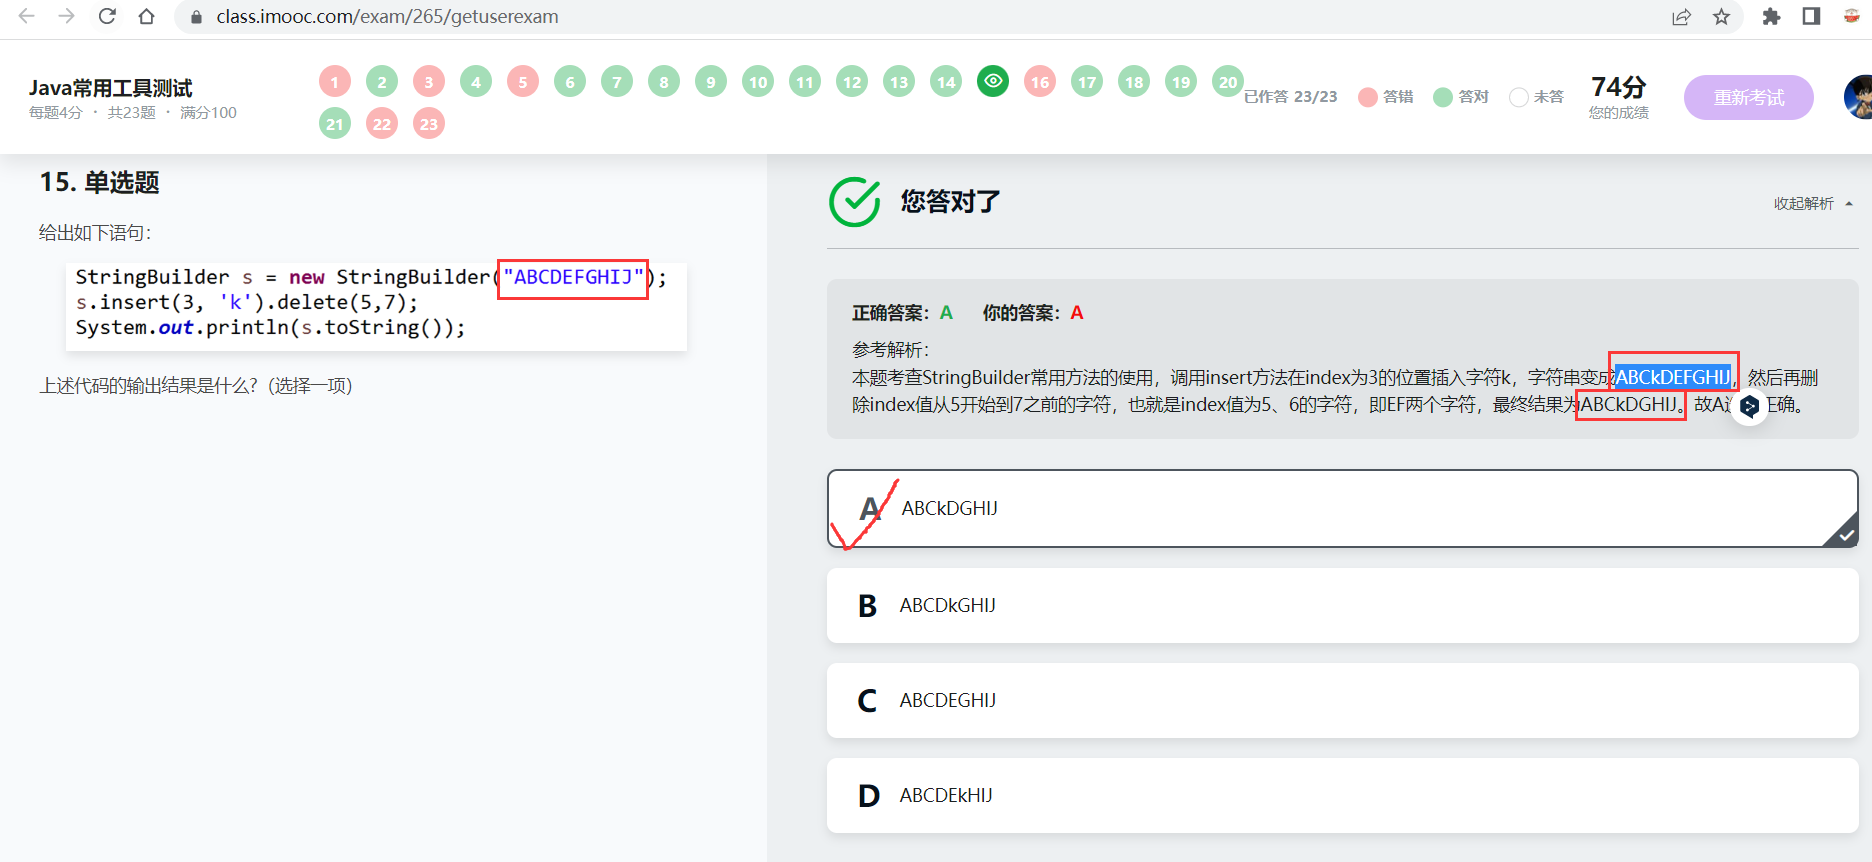 class.imooc.com/exam/265/getuserexam
Java常用工具测试
每题4分 · 共23题 · 满分100
1 2 3 4 5 6 7 8 9 10 11 12 13 14 16 17 18 19 20
21 22 23
已作答 23/23
答错
答对
未答
74分
您的成绩
重新考试
15. 单选题
给出如下语句：
StringBuilder s = new StringBuilder("ABCDEFGHIJ");
s.insert(3, 'k').delete(5,7);
System.out.println(s.toString());
上述代码的输出结果是什么？（选择一项）
您答对了
收起解析
正确答案：A 你的答案：A
参考解析：
本题考查StringBuilder常用方法的使用，调用insert方法在index为3的位置插入字符k，字符串变成ABCkDEFGHIJ，然后再删
除index值从5开始到7之前的字符，也就是index值为5、6的字符，即EF两个字符，最终结果为ABCkDGHIJ。故A正确。
A ABCkDGHIJ
B ABCDkGHIJ
C ABCDEGHIJ
D ABCDEkHIJ